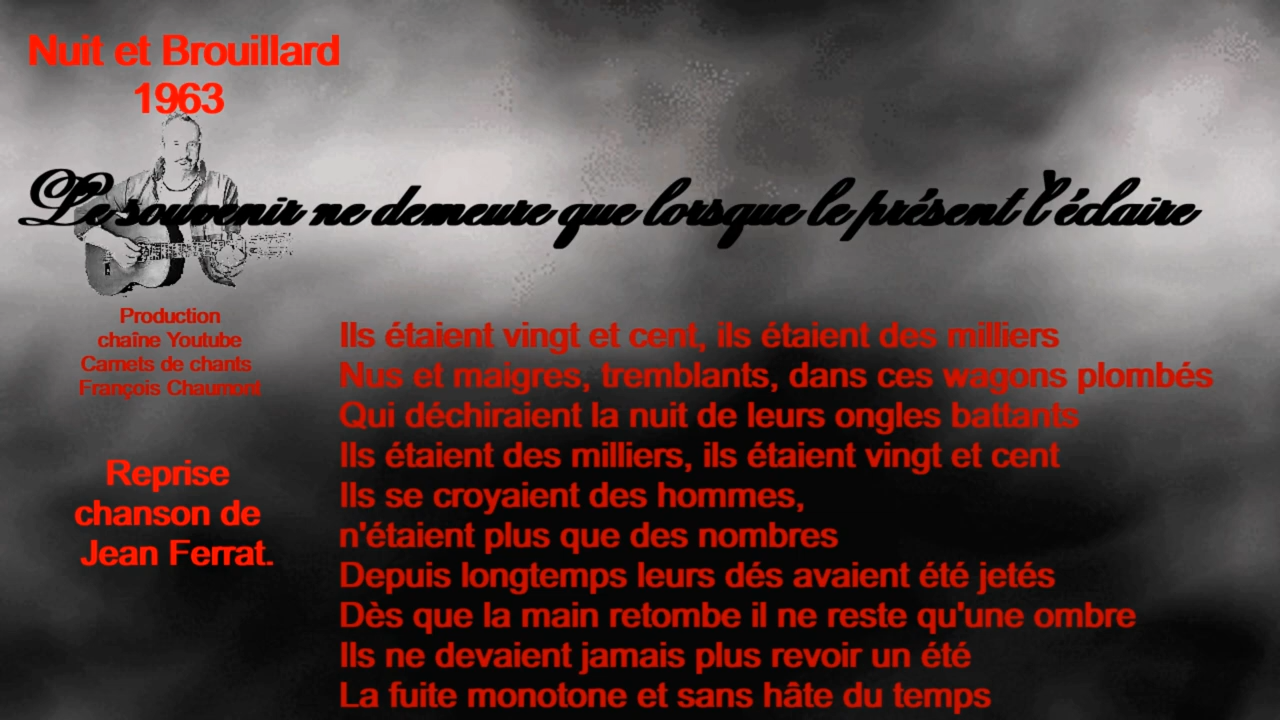 Nuit et Brouillard
1963
Le souvenir ne demeure que lorsque le présent l'éclaire
Production
chaîne Youtube
Carnets de chants
François Chaumont
Reprise
chanson de
Jean Ferrat.
Ils étaient vingt et cent, ils étaient des milliers
Nus et maigres, tremblants, dans ces wagons plombés
Qui déchiraient la nuit de leurs ongles battants
Ils étaient des milliers, ils étaient vingt et cent
Ils se croyaient des hommes,
n'étaient plus que des nombres
Depuis longtemps leurs dés avaient été jetés
Dès que la main retombe il ne reste qu'une ombre
Ils ne devaient jamais plus revoir un été
La fuite monotone et sans hâte du temps